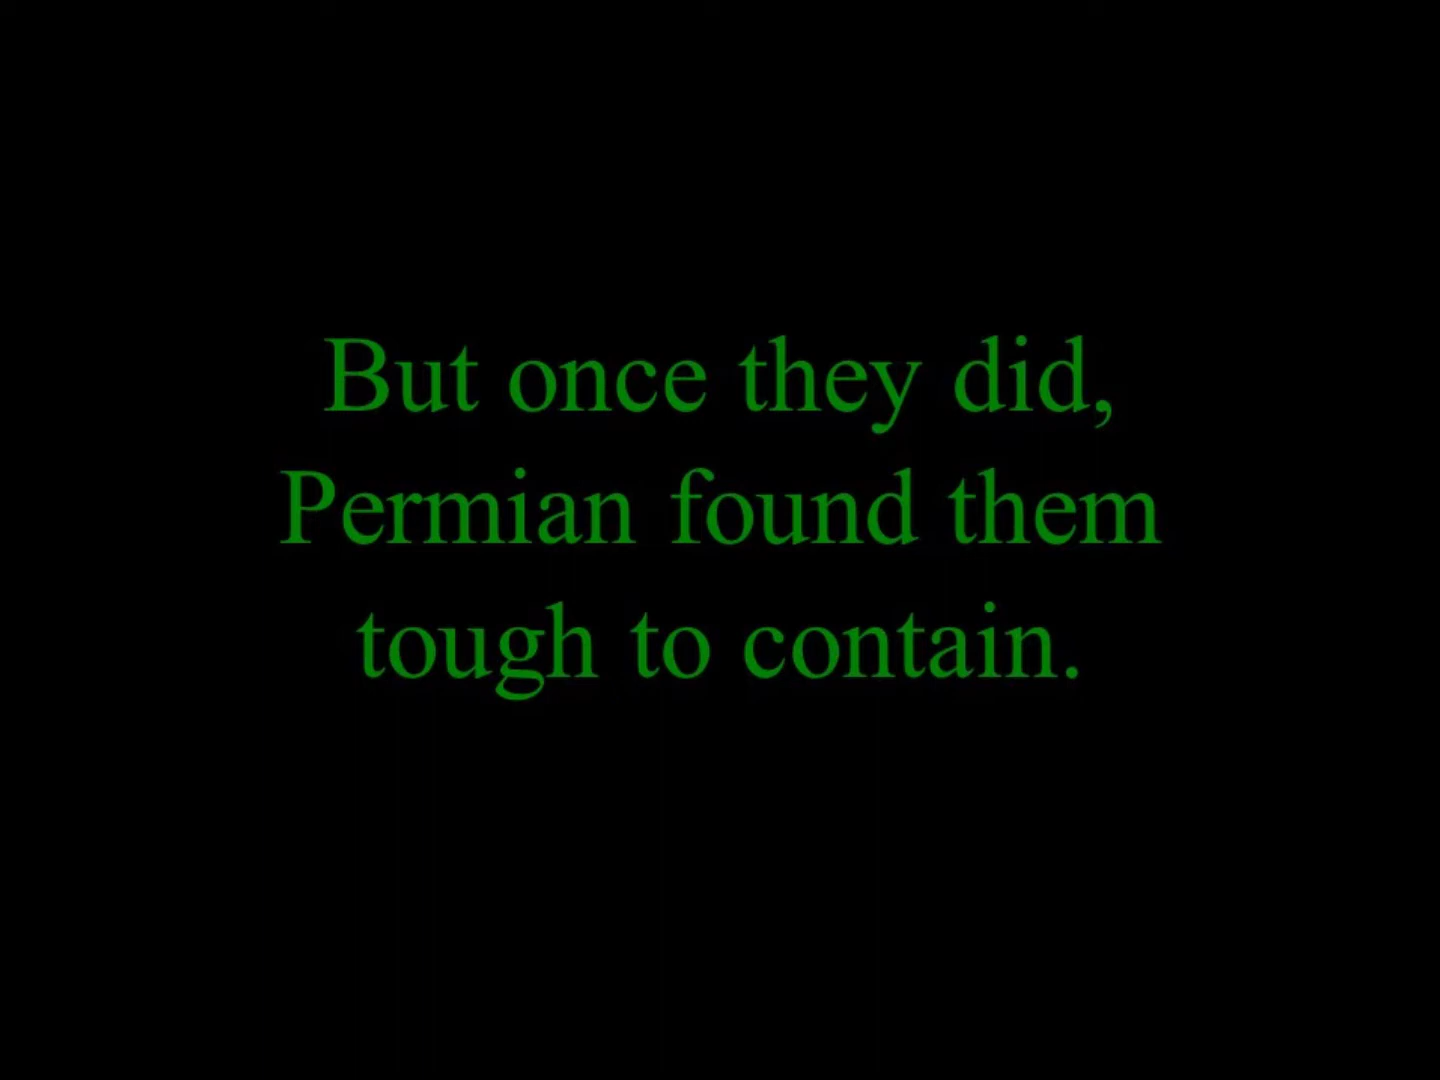 But once they did,
Permian found them
tough to contain.